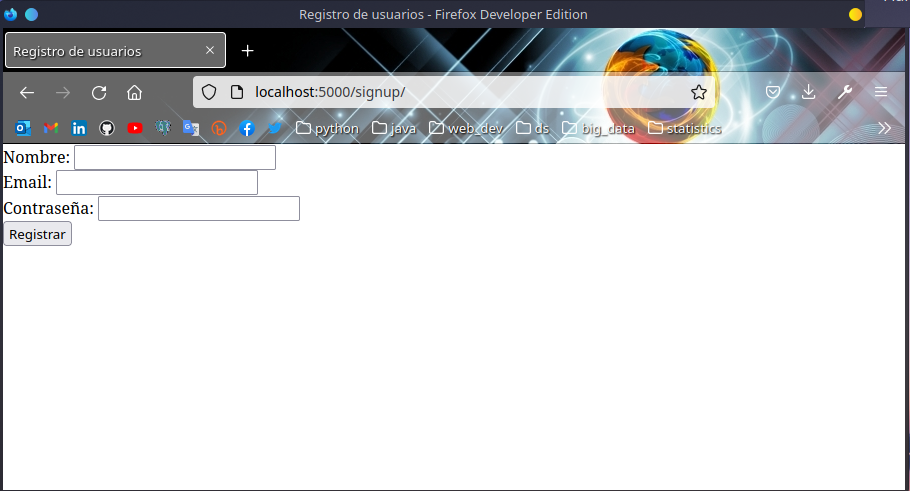 Registro de usuarios - Firefox Developer Edition
Registro de usuarios
localhost:5000/signup/
python java web_dev ds big_data statistics
Nombre:
Email:
Contraseña:
Registrar